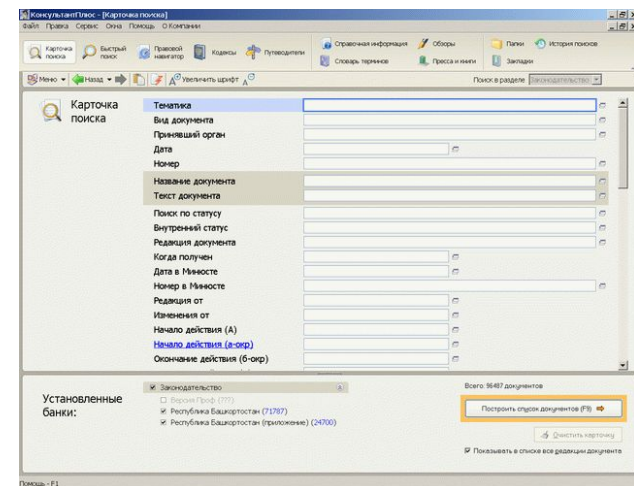 КонсультантПлюс - [Карточка поиска]
Файл Правка Сервис Окна Помощь О Компании
Карточка поиска
Быстрый поиск
Правовой навигатор
Кодексы
Путеводители
Справочная информация
Словарь терминов
Обзоры
Пресса и книги
Папки
Закладки
История поисков
Меню Назад Увеличить шрифт
Поиск в разделе Законодательство
Карточка поиска
Тематика
Вид документа
Принявший орган
Дата
Номер
Название документа
Текст документа
Поиск по статусу
Внутренний статус
Редакция документа
Когда получен
Дата в Минюсте
Номер в Минюсте
Редакция от
Изменения от
Начало действия (А)
Начало действия (а-окр)
Окончание действия (б-окр)
Установленные банки:
Законодательство
Версия Проф (???)
Республика Башкортостан (71787)
Республика Башкортостан (приложение) (24700)
Всего: 96487 документов
Построить список документов (F9)
Очистить карточку
Показывать в списке все редакции документа
Помощь - F1